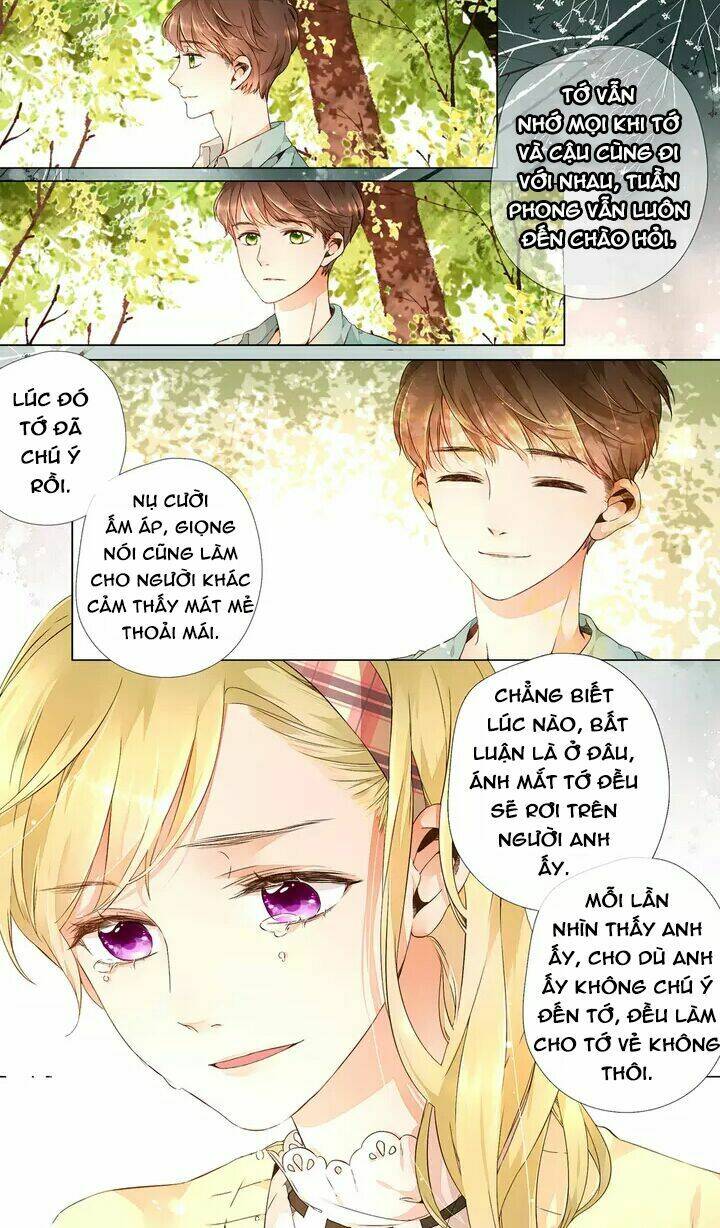 TỚ VẪN
NHỚ MỌI KHI TỚ
VÀ CẬU CÙNG ĐI
VỚI NHAU, TUẤN
PHONG VẪN LUÔN
ĐẾN CHÀO HỎI.
LÚC ĐÓ
TỚ ĐÃ
CHÚ Ý
RỒI.
NỤ CƯỜI
ẤM ÁP, GIỌNG
NÓI CŨNG LÀM
CHO NGƯỜI KHÁC
CẢM THẤY MÁT MẺ
THOẢI MÁI.
CHẲNG BIẾT
LÚC NÀO, BẤT
LUẬN LÀ Ở ĐÂU,
ÁNH MẮT TỚ ĐỀU
SẼ RƠI TRÊN
NGƯỜI ANH
ẤY.
MỖI LẦN
NHÌN THẤY ANH
ẤY, CHO DÙ ANH
ẤY KHÔNG CHÚ Ý
ĐẾN TỚ, ĐỀU LÀM
CHO TỚ VẺ KHÔNG
THÔI.